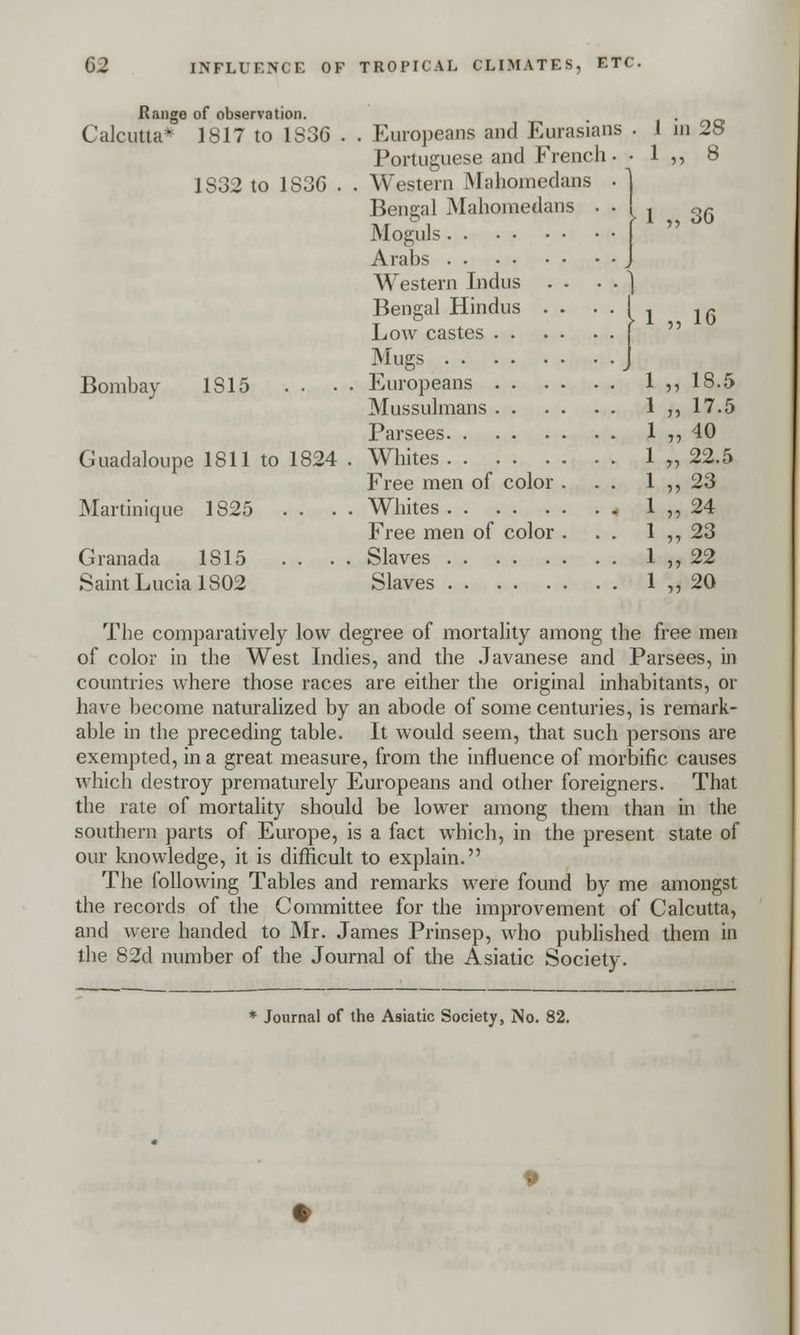 62 INFLUENCE OF TROPICAL CLIMATES, ETC.
Range of observation.
Calcutta* 1817 to 1836 . . Europeans and Eurasians . 1 in 28
Portuguese and French . . 1 ,, 8
1832 to 1836 . . Western Mahomedans .
Bengal Mahomedans . .
Moguls . . . . . . . . . 1 ,, 36
Arabs . . . . . . . . .
Western Indus . . . .
Bengal Hindus . . . .
Low castes . . . . . . . 1 ,, 16
Mugs . . . . . . . . .
Bombay 1815 . . . . Europeans . . . . . . . 1 ,, 18.5
Mussulmans . . . . . . . 1 ,, 17.5
Parsees. . . . . . . . . 1 ,, 40
Guadaloupe 1811 to 1824 . Whites . . . . . . . . . 1 ,, 22.5
Free men of color . . . 1 ,, 23
Martinique 1825 . . . . Whites . . . . . . . . . 1 ,, 24
Free men of color . . . 1 ,, 23
Granada 1815 . . . . Slaves . . . . . . . . . 1 ,, 22
Saint Lucia 1802 Slaves . . . . . . . . . 1 ,, 20
The comparatively low degree of mortality among the free men
of color in the West Indies, and the Javanese and Parsees, in
countries where those races are either the original inhabitants, or
have become naturalized by an abode of some centuries, is remark-
able in the preceding table. It would seem, that such persons are
exempted, in a great measure, from the influence of morbific causes
which destroy prematurely Europeans and other foreigners. That
the rate of mortality should be lower among them than in the
southern parts of Europe, is a fact which, in the present state of
our knowledge, it is difficult to explain."
The following Tables and remarks were found by me amongst
the records of the Committee for the improvement of Calcutta,
and were handed to Mr. James Prinsep, who published them in
the 82d number of the Journal of the Asiatic Society.
* Journal of the Asiatic Society, No. 82.